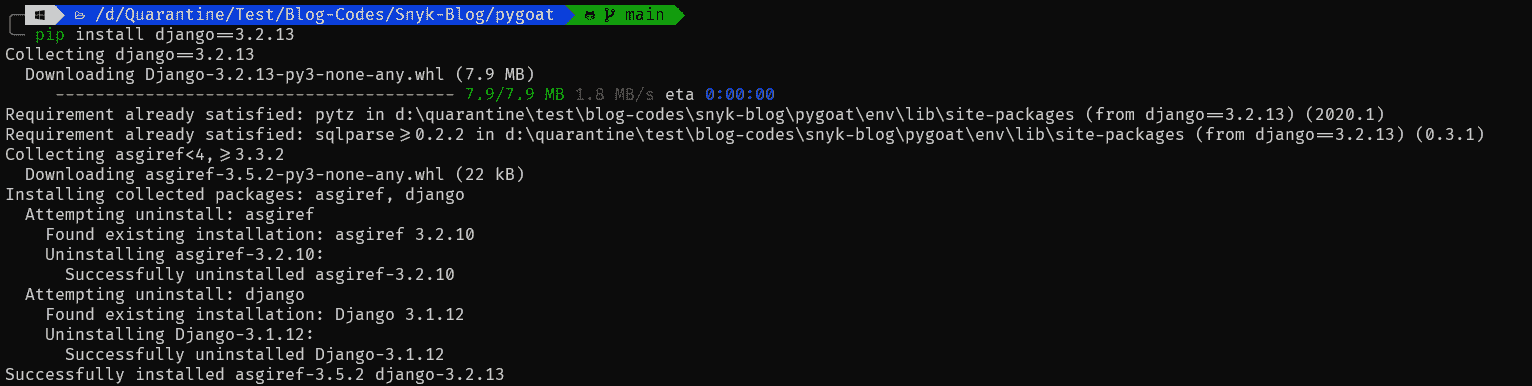 /d/Quarantine/Test/Blog-Codes/Snyk-Blog/pygoat main
pip install django==3.2.13
Collecting django==3.2.13
Downloading Django-3.2.13-py3-none-any.whl (7.9 MB)
---------------------------------------- 7.9/7.9 MB 1.8 MB/s eta 0:00:00
Requirement already satisfied: pytz in d:\quarantine\test\blog-codes\snyk-blog\pygoat\env\lib\site-packages (from django==3.2.13) (2020.1)
Requirement already satisfied: sqlparse>=0.2.2 in d:\quarantine\test\blog-codes\snyk-blog\pygoat\env\lib\site-packages (from django==3.2.13) (0.3.1)
Collecting asgiref<4,>=3.3.2
Downloading asgiref-3.5.2-py3-none-any.whl (22 kB)
Installing collected packages: asgiref, django
Attempting uninstall: asgiref
Found existing installation: asgiref 3.2.10
Uninstalling asgiref-3.2.10:
Successfully uninstalled asgiref-3.2.10
Attempting uninstall: django
Found existing installation: Django 3.1.12
Uninstalling Django-3.1.12:
Successfully uninstalled Django-3.1.12
Successfully installed asgiref-3.5.2 django-3.2.13